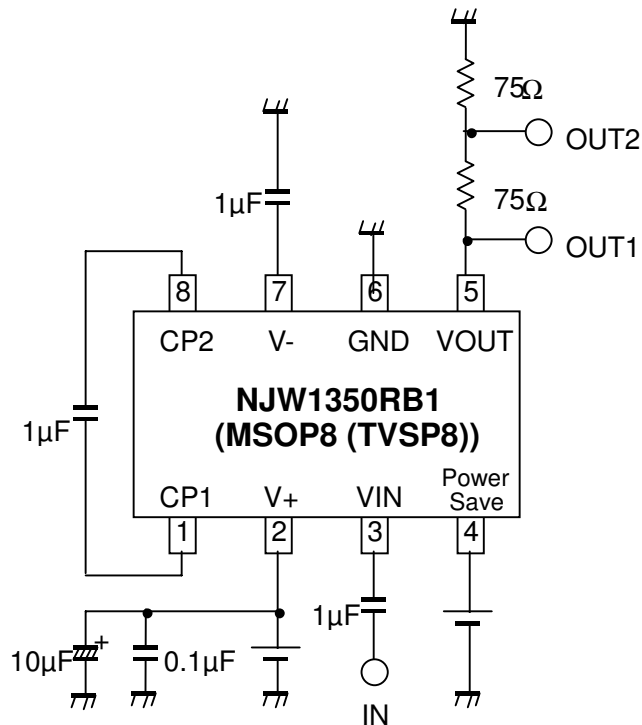 75Ω
OUT2
1µF
75Ω
OUT1
8
7
6
5
CP2
V-
GND
VOUT
NJW1350RB1
(MSOP8 (TVSP8))
1µF
CP1
V+
VIN
Power
Save
1
2
3
4
+
10µF
0.1µF
1µF
IN